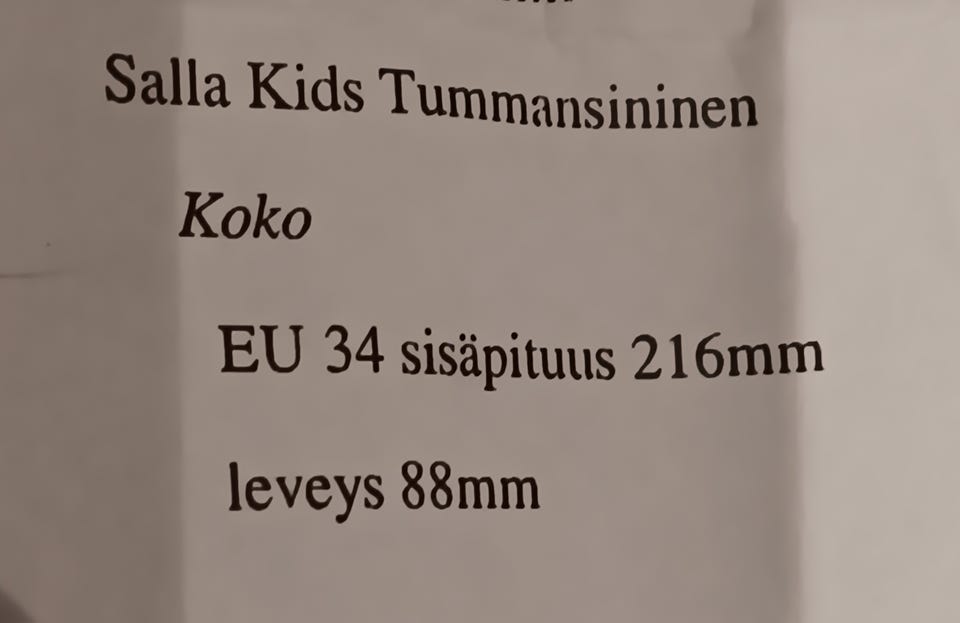 Salla Kids Tummansininen
Koko
EU 34 sisäpituus 216mm
leveys 88mm